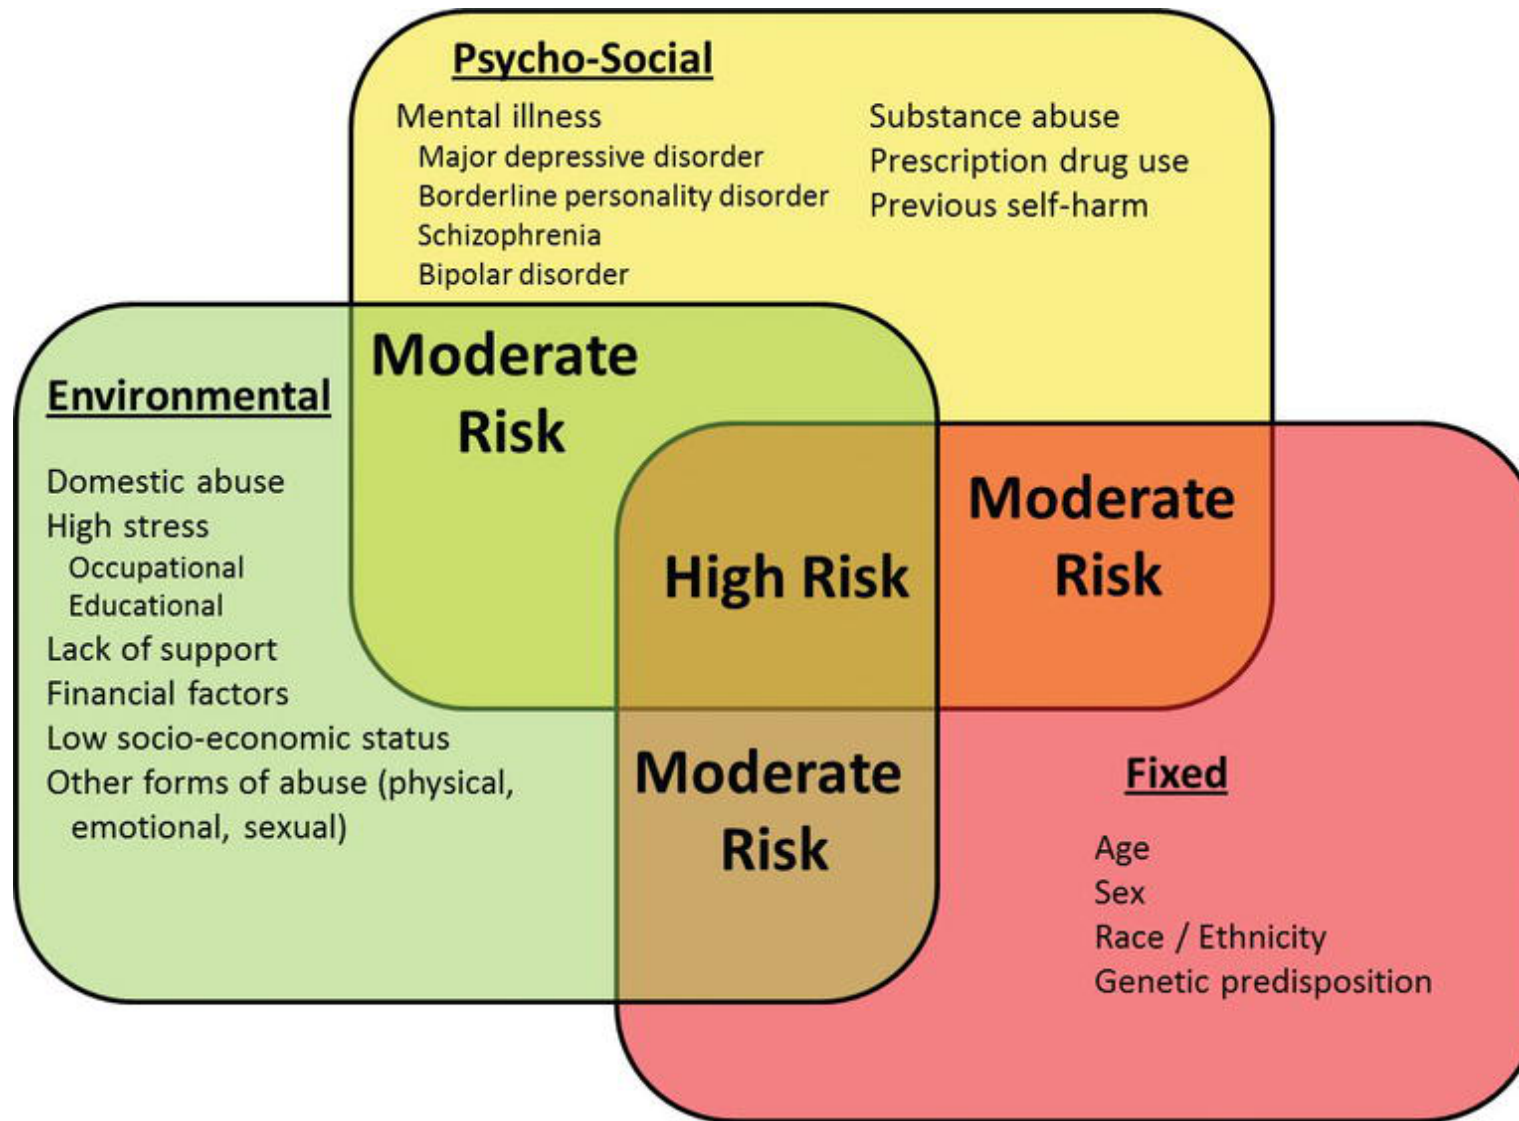 Psycho-Social
Mental illness
Major depressive disorder
Borderline personality disorder
Schizophrenia
Bipolar disorder
Substance abuse
Prescription drug use
Previous self-harm
Moderate
Risk
Environmental
Domestic abuse
High stress
Occupational
Educational
Lack of support
Financial factors
Low socio-economic status
Other forms of abuse (physical,
emotional, sexual)
High Risk
Moderate
Risk
Moderate
Risk
Fixed
Age
Sex
Race / Ethnicity
Genetic predisposition